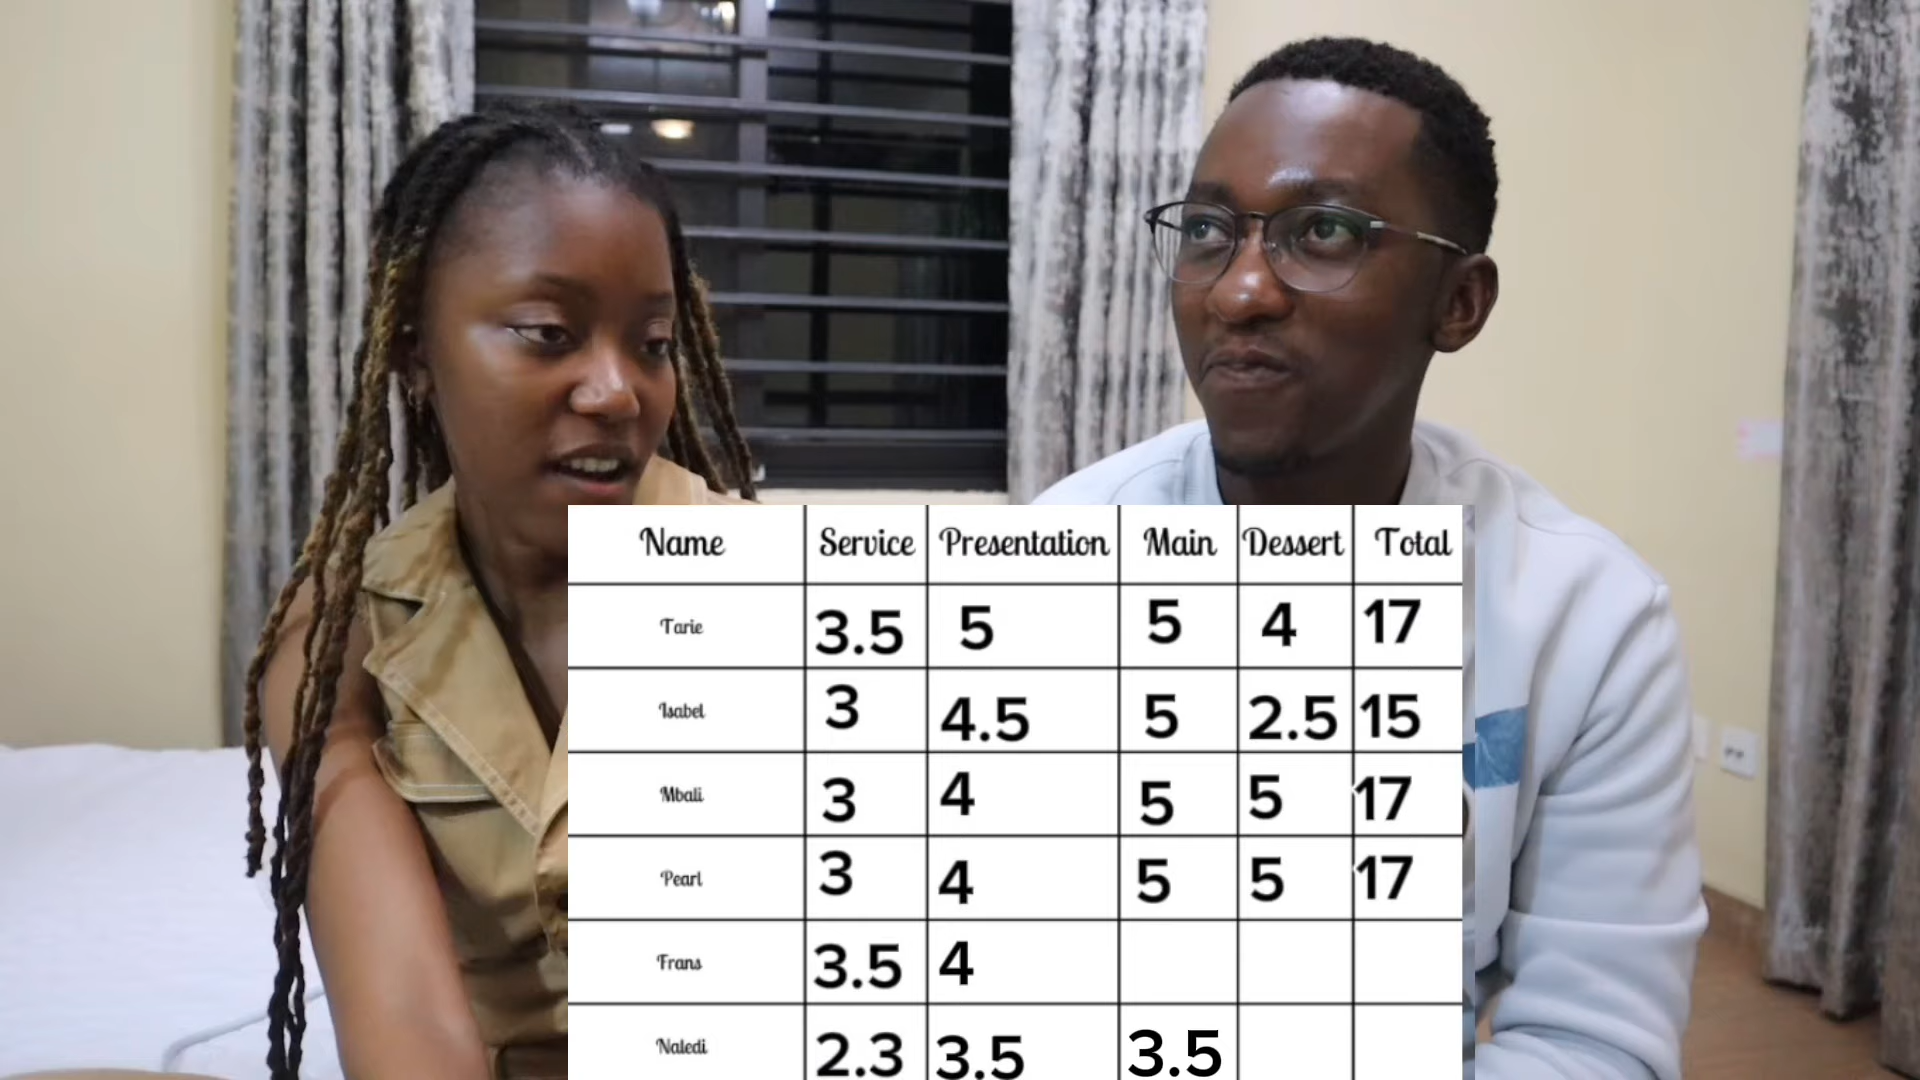 Name Service Presentation Main Dessert Total
Tarie 3.5 5 5 4 17
Isabel 3 4.5 5 2.5 15
Mbali 3 4 5 5 17
Pearl 3 4 5 5 17
Frans 3.5 4
Naledi 2.3 3.5 3.5